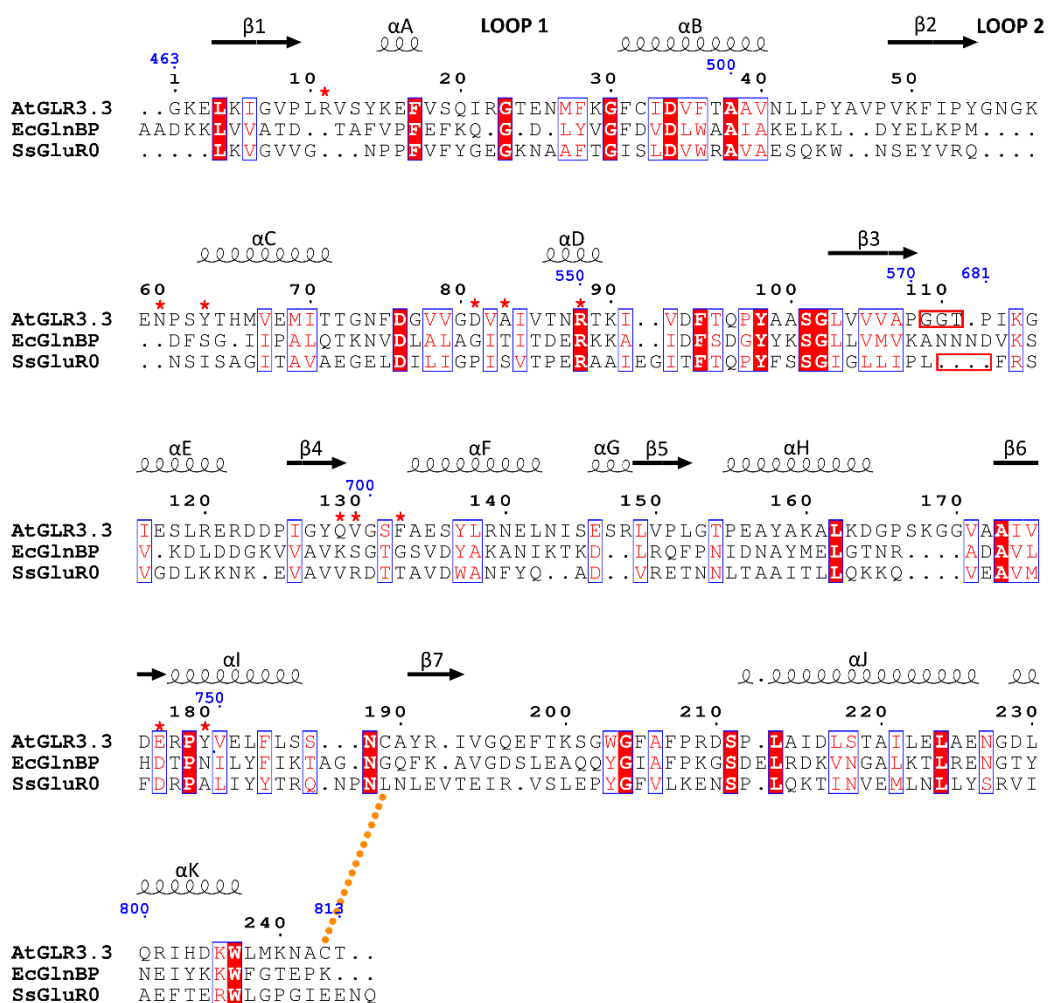 β1 αA LOOP 1 αB β2 LOOP 2
463 500
1 10 20 30 40 50
AtGLR3.3 ..GKELKIGVPLRVSYKEFVSQIRGTENMFKGFCIDVFTAAVNLLPYAVPVKFIPYGNGK
EcGlnBP AADKKLVVATD..TAFVPFEFKQ.G.D.LYVGFDVDLWAAIAKELKL..DYELKPM....
SsGluR0 .....LKVGVVG...NPPFVFYGEGKNAAFTGISLDVWRAVAESQKW..NSEYVRQ....
αC αD β3
550 570 681
60 70 80 90 100 110
AtGLR3.3 ENPSYTHMVEMITTGNFDGVVGDVAIVTNRTKI..VDFTQPYAASGLVVVAPGGT.PIKG
EcGlnBP ..DFSG.IIPALQTKNVDLALAGITITDERKKA..IDFSDGYYKSGLLVMVKANNNDVKS
SsGluR0 ..NSISAGITAVAEGELDILIGPISVTPERAAIEGITFTQPYFSSGIGLLIPL....FRS
αE β4 αF αG β5 αH β6
700
120 130 140 150 160 170
AtGLR3.3 IESLRERDDPIGYQVGSFAESYLRNELNISESRLVPLGTPEAYAKALKDGPSKGGVAAIV
EcGlnBP V.KDLDDGKVVAVKSGTGSVDYAKANIKTKD..LRQFPNIDNAYMELGTNR....ADAVL
SsGluR0 VGDLKKNK.EVAVVRDTTAVDWANFYQ..AD..VRETNNLTAAITLLQKKQ....VEAVM
αI β7 αJ
750
180 190 200 210 220 230
AtGLR3.3 DERPYVELFLSS...NCAYR.IVGQEFTKSGWGFAFPRDSP.LAIDLSTAILELAENGDL
EcGlnBP HDTPNILYFIKTAG.NGQFK.AVGDSLEAQQYGIAFPKGSDELRDKVNGALKTLRENGTY
SsGluR0 FDRPALIYYTRQ.NPNLNLEVTEIR.VSLEPYGFVLKENSP.LQKTINVEMLNLLYSRVI
αK
800 813
240
AtGLR3.3 QRIHDKWLMKNACT..
EcGlnBP NEIYKKWFGTEPK...
SsGluR0 AEFTERWLGPGIEENQ